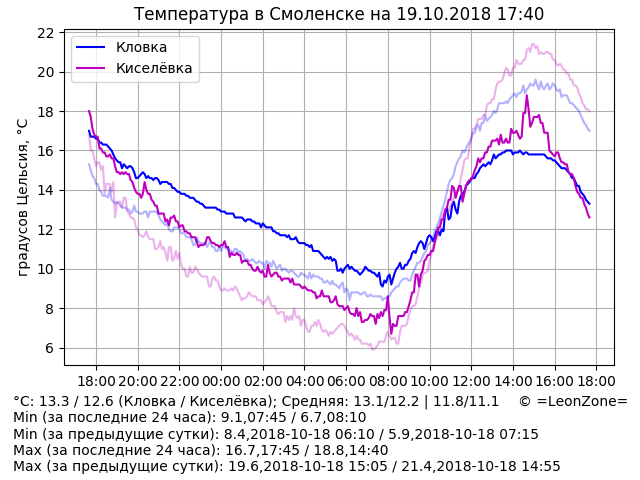 Температура в Смоленске на 19.10.2018 17:40
градусов Цельсия, °C
22
20
18
16
14
12
10
8
6
Кловка
Киселёвка
18:00 20:00 22:00 00:00 02:00 04:00 06:00 08:00 10:00 12:00 14:00 16:00 18:00
°C: 13.3 / 12.6 (Кловка / Киселёвка); Средняя: 13.1/12.2 | 11.8/11.1 © =LeonZone=
Min (за последние 24 часа): 9.1,07:45 / 6.7,08:10
Min (за предыдущие сутки): 8.4,2018-10-18 06:10 / 5.9,2018-10-18 07:15
Max (за последние 24 часа): 16.7,17:45 / 18.8,14:40
Max (за предыдущие сутки): 19.6,2018-10-18 15:05 / 21.4,2018-10-18 14:55